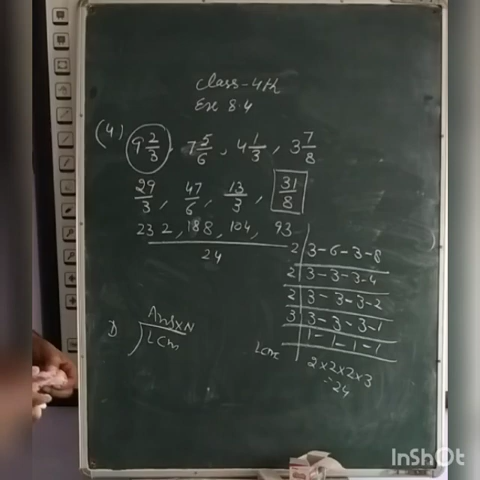 Class-4th
Exe 8.4
(4) 9 2/3, 7 5/6, 4 1/3, 3 7/8
29/3, 47/6, 13/3, 31/8
232, 188, 104, 93
24
2 | 3-6-3-8
2 | 3-3-3-4
2 | 3-3-3-2
3 | 3-3-3-1
1-1-1-1
D) Ans×N
LCm
LCM 2×2×2×3
=24
InShOt